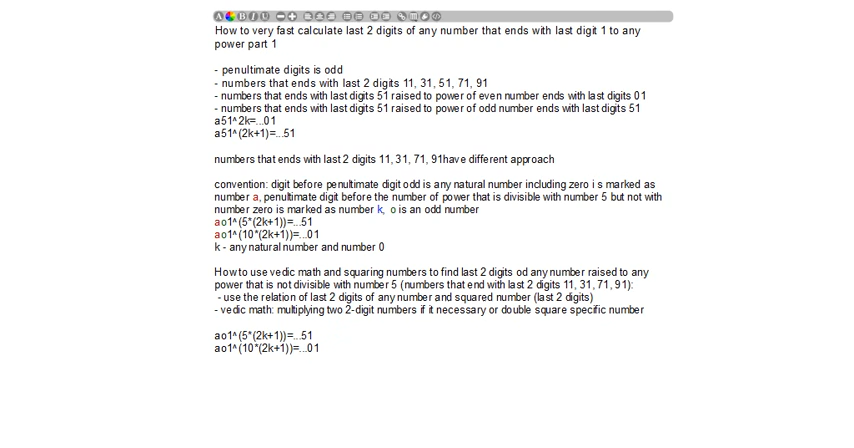 How to very fast calculate last 2 digits of any number that ends with last digit 1 to any
power part 1
- penultimate digits is odd
- numbers that ends with last 2 digits 11, 31, 51, 71, 91
- numbers that ends with last digits 51 raised to power of even number ends with last digits 01
- numbers that ends with last digits 51 raised to power of odd number ends with last digits 51
a51^2k=...01
a51^(2k+1)=...51
numbers that ends with last 2 digits 11, 31, 71, 91have different approach
convention: digit before penultimate digit odd is any natural number including zero i s marked as
number a, penultimate digit before the number of power that is divisible with number 5 but not with
number zero is marked as number k, o is an odd number
ao1^(5*(2k+1))=...51
ao1^(10*(2k+1))=...01
k - any natural number and number 0
How to use vedic math and squaring numbers to find last 2 digits od any number raised to any
power that is not divisible with number 5 (numbers that end with last 2 digits 11, 31, 71, 91):
- use the relation of last 2 digits of any number and squared number (last 2 digits)
- vedic math: multiplying two 2-digit numbers if it necessary or double square specific number
ao1^(5*(2k+1))=...51
ao1^(10*(2k+1))=...01